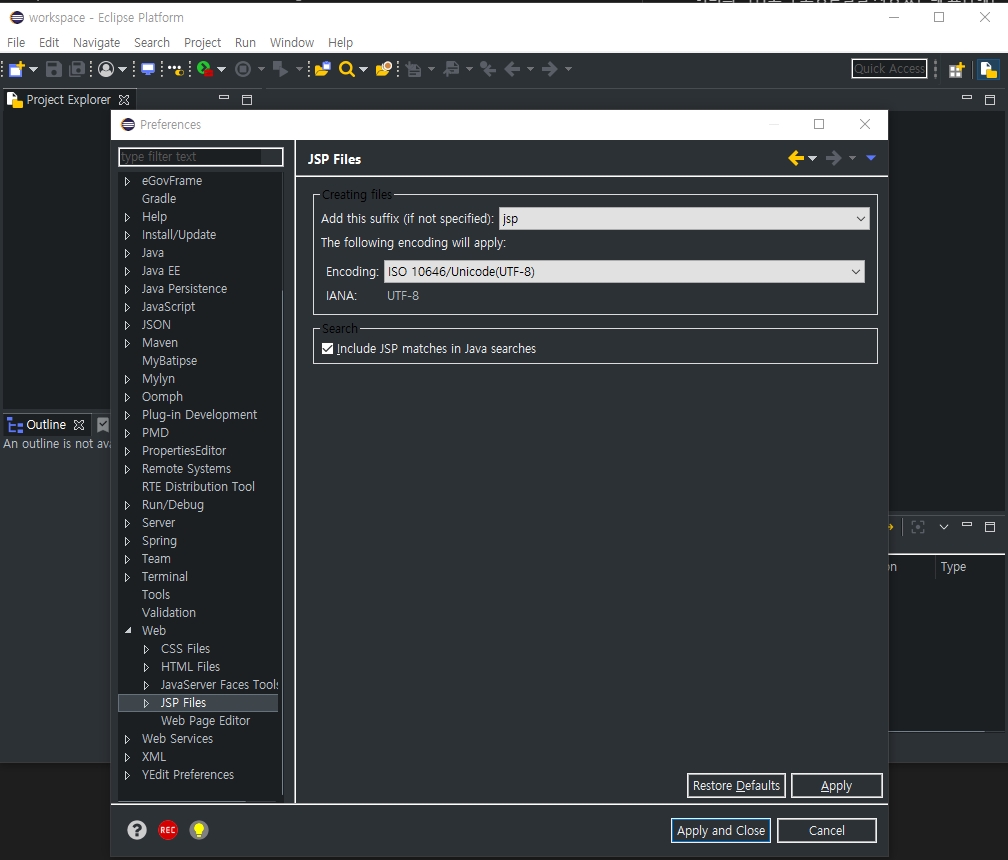 workspace - Eclipse Platform
File Edit Navigate Search Project Run Window Help
Quick Access
Project Explorer
Preferences
type filter text
JSP Files
eGovFrame
Gradle
Help
Install/Update
Java
Java EE
Java Persistence
JavaScript
JSON
Maven
MyBatipse
Mylyn
Oomph
Plug-in Development
PMD
PropertiesEditor
Remote Systems
RTE Distribution Tool
Run/Debug
Server
Spring
Team
Terminal
Tools
Validation
Web
CSS Files
HTML Files
JavaServer Faces Tools
JSP Files
Web Page Editor
Web Services
XML
YEdit Preferences
Creating files
Add this suffix (if not specified): jsp
The following encoding will apply:
Encoding: ISO 10646/Unicode(UTF-8)
IANA: UTF-8
Search
Include JSP matches in Java searches
Outline
An outline is not ava
on Type
Restore Defaults Apply
? REC
Apply and Close Cancel